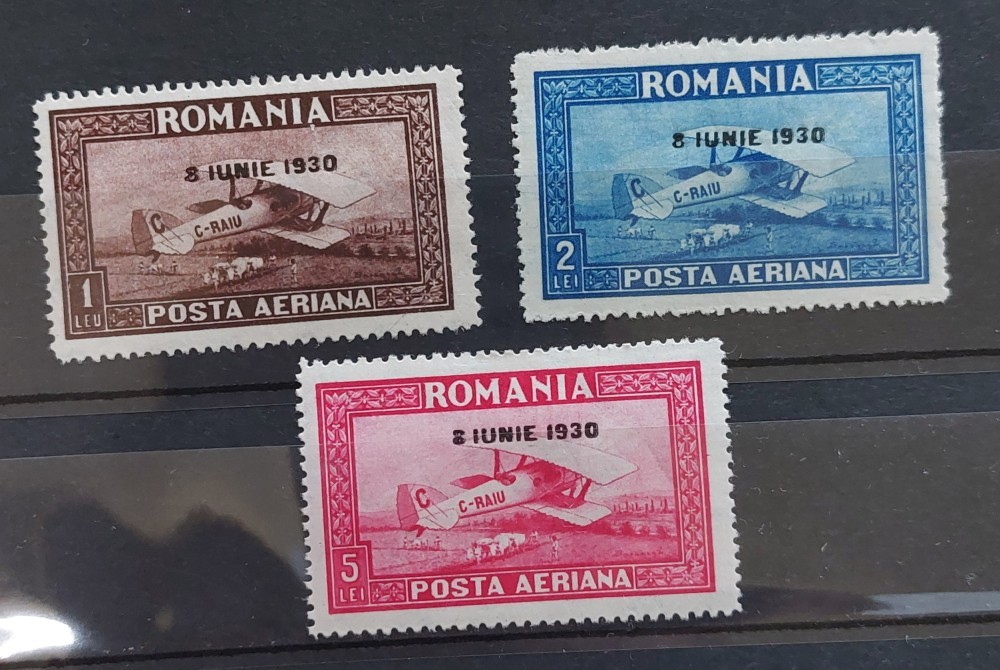 ROMANIA
8 IUNIE 1930
C
C-RAIU
1
LEU
POSTA AERIANA
ROMANIA
8 IUNIE 1930
C
C-RAIU
2
LEI
POSTA AERIANA
ROMANIA
8 IUNIE 1930
C
C-RAIU
5
LEI
POSTA AERIANA